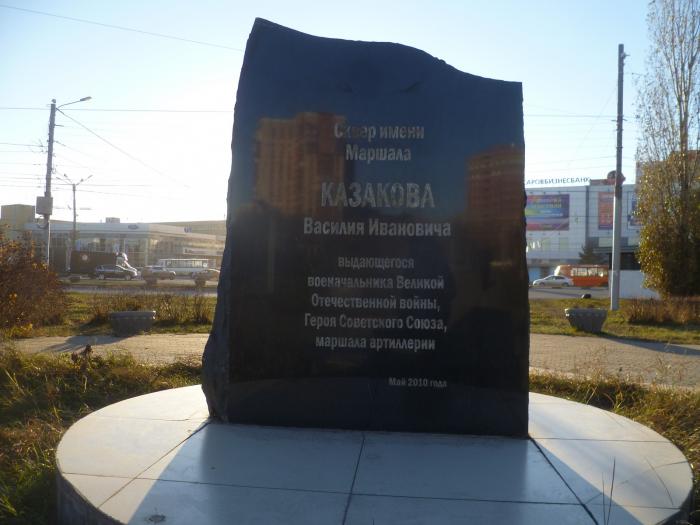 Сквер имени
Маршала
КАЗАКОВА
Василия Ивановича
выдающегося
военачальника Великой
Отечественной войны,
Героя Советского Союза,
маршала артиллерии
Май 2010 года
САРОВБИЗНЕСБАНК